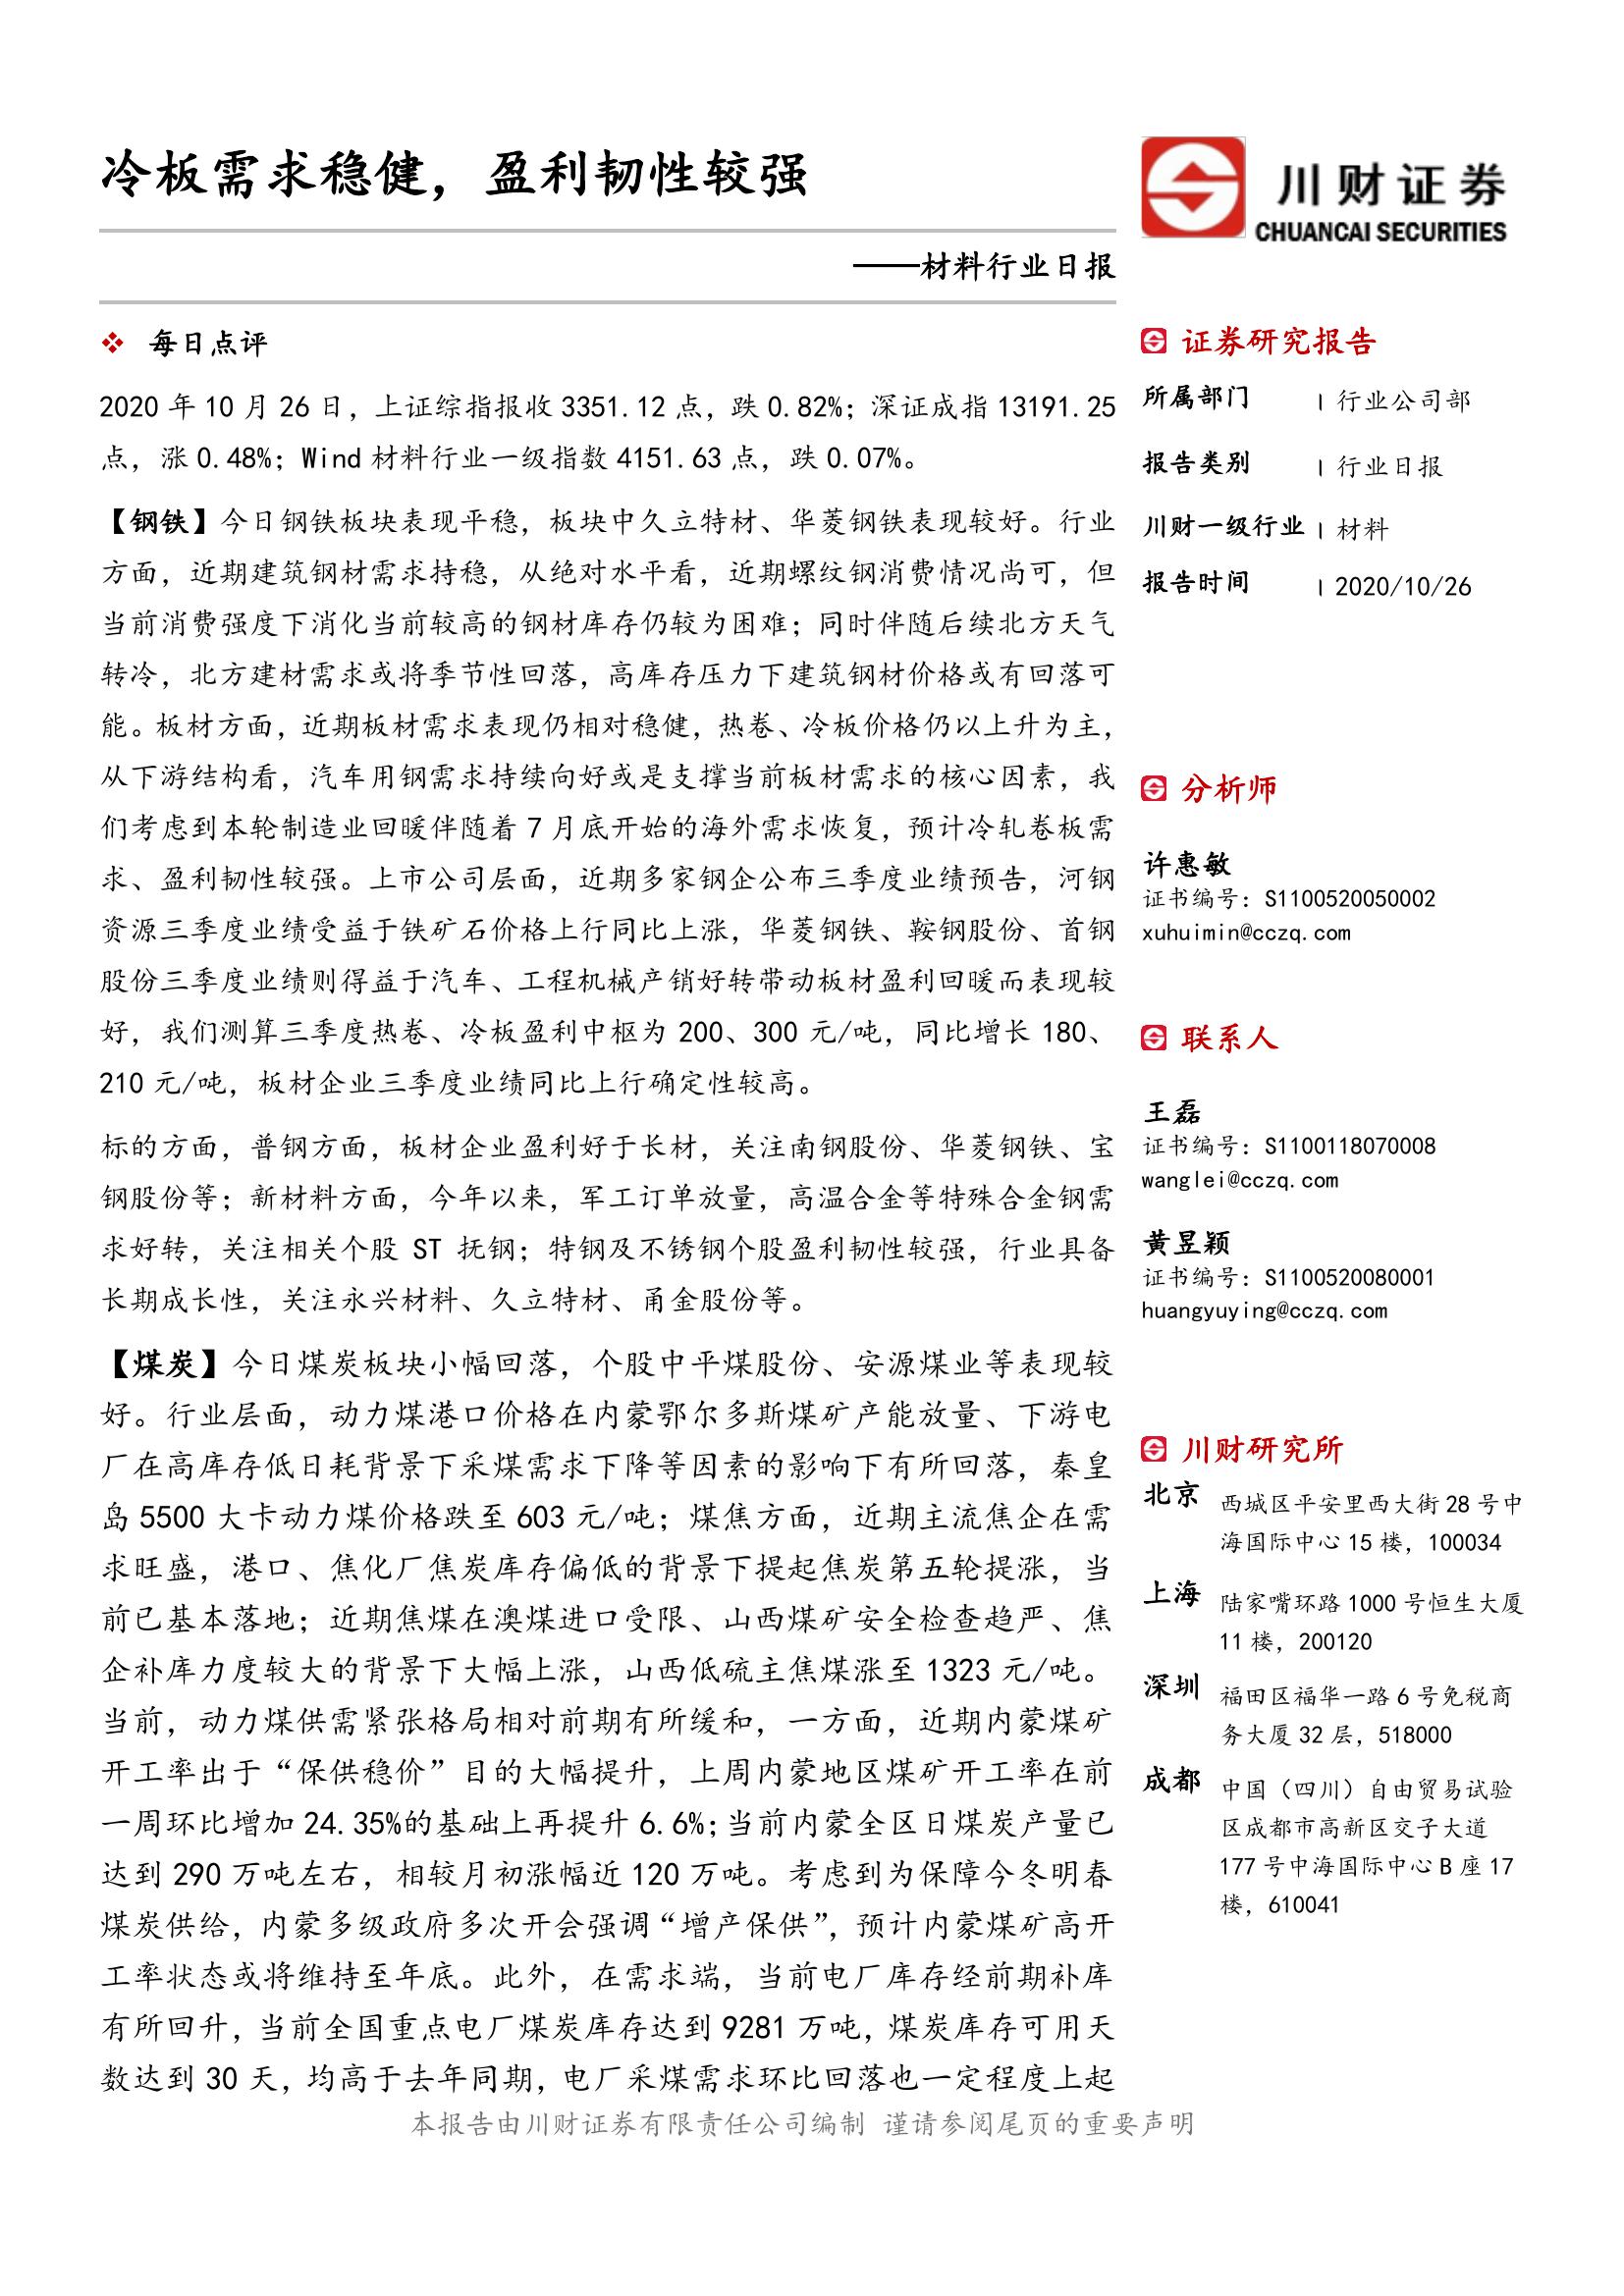 冷板需求稳健，盈利韧性较强
川财证券
CHUANCAI SECURITIES
——材料行业日报
❖ 每日点评
2020 年 10 月 26 日，上证综指报收 3351.12 点，跌 0.82%；深证成指 13191.25
点，涨 0.48%；Wind 材料行业一级指数 4151.63 点，跌 0.07%。
【钢铁】今日钢铁板块表现平稳，板块中久立特材、华菱钢铁表现较好。行业
方面，近期建筑钢材需求持稳，从绝对水平看，近期螺纹钢消费情况尚可，但
当前消费强度下消化当前较高的钢材库存仍较为困难；同时伴随后续北方天气
转冷，北方建材需求或将季节性回落，高库存压力下建筑钢材价格或有回落可
能。板材方面，近期板材需求表现仍相对稳健，热卷、冷板价格仍以上升为主，
从下游结构看，汽车用钢需求持续向好或是支撑当前板材需求的核心因素，我
们考虑到本轮制造业回暖伴随着 7 月底开始的海外需求恢复，预计冷轧卷板需
求、盈利韧性较强。上市公司层面，近期多家钢企公布三季度业绩预告，河钢
资源三季度业绩受益于铁矿石价格上行同比上涨，华菱钢铁、鞍钢股份、首钢
股份三季度业绩则得益于汽车、工程机械产销好转带动板材盈利回暖而表现较
好，我们测算三季度热卷、冷板盈利中枢为 200、300 元/吨，同比增长 180、
210 元/吨，板材企业三季度业绩同比上行确定性较高。
标的方面，普钢方面，板材企业盈利好于长材，关注南钢股份、华菱钢铁、宝
钢股份等；新材料方面，今年以来，军工订单放量，高温合金等特殊合金钢需
求好转，关注相关个股 ST 抚钢；特钢及不锈钢个股盈利韧性较强，行业具备
长期成长性，关注永兴材料、久立特材、甬金股份等。
【煤炭】今日煤炭板块小幅回落，个股中平煤股份、安源煤业等表现较
好。行业层面，动力煤港口价格在内蒙鄂尔多斯煤矿产能放量、下游电
厂在高库存低日耗背景下采煤需求下降等因素的影响下有所回落，秦皇
岛 5500 大卡动力煤价格跌至 603 元/吨；煤焦方面，近期主流焦企在需
求旺盛，港口、焦化厂焦炭库存偏低的背景下提起焦炭第五轮提涨，当
前已基本落地；近期焦煤在澳煤进口受限、山西煤矿安全检查趋严、焦
企补库力度较大的背景下大幅上涨，山西低硫主焦煤涨至 1323 元/吨。
当前，动力煤供需紧张格局相对前期有所缓和，一方面，近期内蒙煤矿
开工率出于“保供稳价”目的大幅提升，上周内蒙地区煤矿开工率在前
一周环比增加 24.35%的基础上再提升 6.6%；当前内蒙全区日煤炭产量已
达到 290 万吨左右，相较月初涨幅近 120 万吨。考虑到为保障今冬明春
煤炭供给，内蒙多级政府多次开会强调“增产保供”，预计内蒙煤矿高开
工率状态或将维持至年底。此外，在需求端，当前电厂库存经前期补库
有所回升，当前全国重点电厂煤炭库存达到 9281 万吨，煤炭库存可用天
数达到 30 天，均高于去年同期，电厂采煤需求环比回落也一定程度上起
证券研究报告
所属部门 | 行业公司部
报告类别 | 行业日报
川财一级行业 | 材料
报告时间 | 2020/10/26
分析师
许惠敏
证书编号：S1100520050002
xuhuimin@cczq.com
联系人
王磊
证书编号：S1100118070008
wanglei@cczq.com
黄昱颖
证书编号：S1100520080001
huangyuying@cczq.com
川财研究所
北京 西城区平安里西大街 28 号中
海国际中心 15 楼，100034
上海 陆家嘴环路 1000 号恒生大厦
11 楼，200120
深圳 福田区福华一路 6 号免税商
务大厦 32 层，518000
成都 中国（四川）自由贸易试验
区成都市高新区交子大道
177 号中海国际中心 B 座 17
楼，610041
本报告由川财证券有限责任公司编制 谨请参阅尾页的重要声明